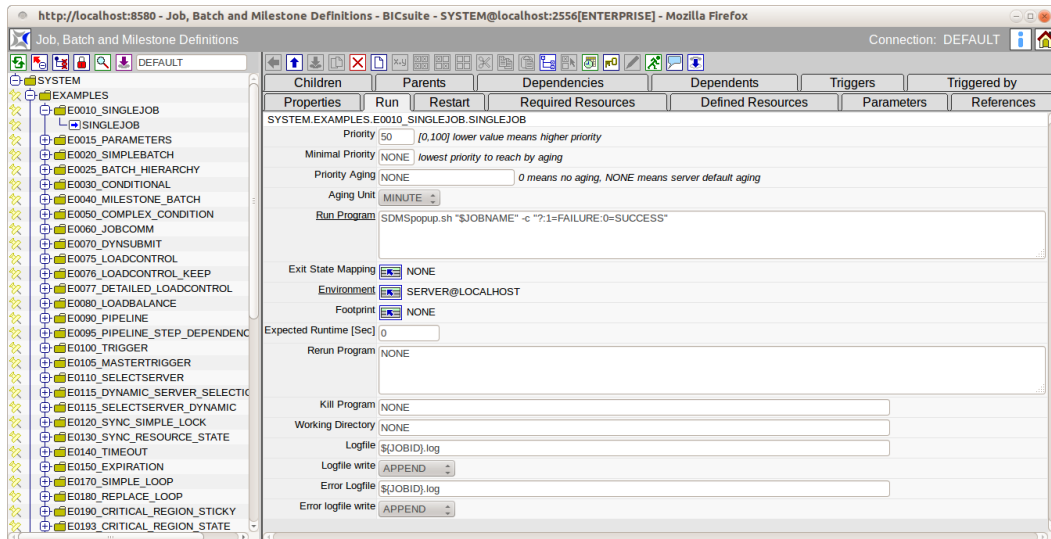 http://localhost:8580 - Job, Batch and Milestone Definitions - BICsuite - SYSTEM@localhost:2556[ENTERPRISE] - Mozilla Firefox
Job, Batch and Milestone Definitions
Connection: DEFAULT
DEFAULT
SYSTEM
EXAMPLES
E0010_SINGLEJOB
SINGLEJOB
E0015_PARAMETERS
E0020_SIMPLEBATCH
E0025_BATCH_HIERARCHY
E0030_CONDITIONAL
E0040_MILESTONE_BATCH
E0050_COMPLEX_CONDITION
E0060_JOBCOMM
E0070_DYNSUBMIT
E0075_LOADCONTROL
E0076_LOADCONTROL_KEEP
E0077_DETAILED_LOADCONTROL
E0080_LOADBALANCE
E0090_PIPELINE
E0095_PIPELINE_STEP_DEPENDENC
E0100_TRIGGER
E0105_MASTERTRIGGER
E0110_SELECTSERVER
E0115_DYNAMIC_SERVER_SELECTIO
E0115_SELECTSERVER_DYNAMIC
E0120_SYNC_SIMPLE_LOCK
E0130_SYNC_RESOURCE_STATE
E0140_TIMEOUT
E0150_EXPIRATION
E0170_SIMPLE_LOOP
E0180_REPLACE_LOOP
E0190_CRITICAL_REGION_STICKY
E0193_CRITICAL_REGION_STATE
Children Parents Dependencies Dependents Triggers Triggered by
Properties Run Restart Required Resources Defined Resources Parameters References
SYSTEM.EXAMPLES.E0010_SINGLEJOB.SINGLEJOB
Priority 50 [0,100] lower value means higher priority
Minimal Priority NONE lowest priority to reach by aging
Priority Aging NONE 0 means no aging, NONE means server default aging
Aging Unit MINUTE
Run Program SDMSpopup.sh "$JOBNAME" -c "?:1=FAILURE:0=SUCCESS"
Exit State Mapping NONE
Environment SERVER@LOCALHOST
Footprint NONE
Expected Runtime [Sec] 0
Rerun Program NONE
Kill Program NONE
Working Directory NONE
Logfile ${JOBID}.log
Logfile write APPEND
Error Logfile ${JOBID}.log
Error logfile write APPEND